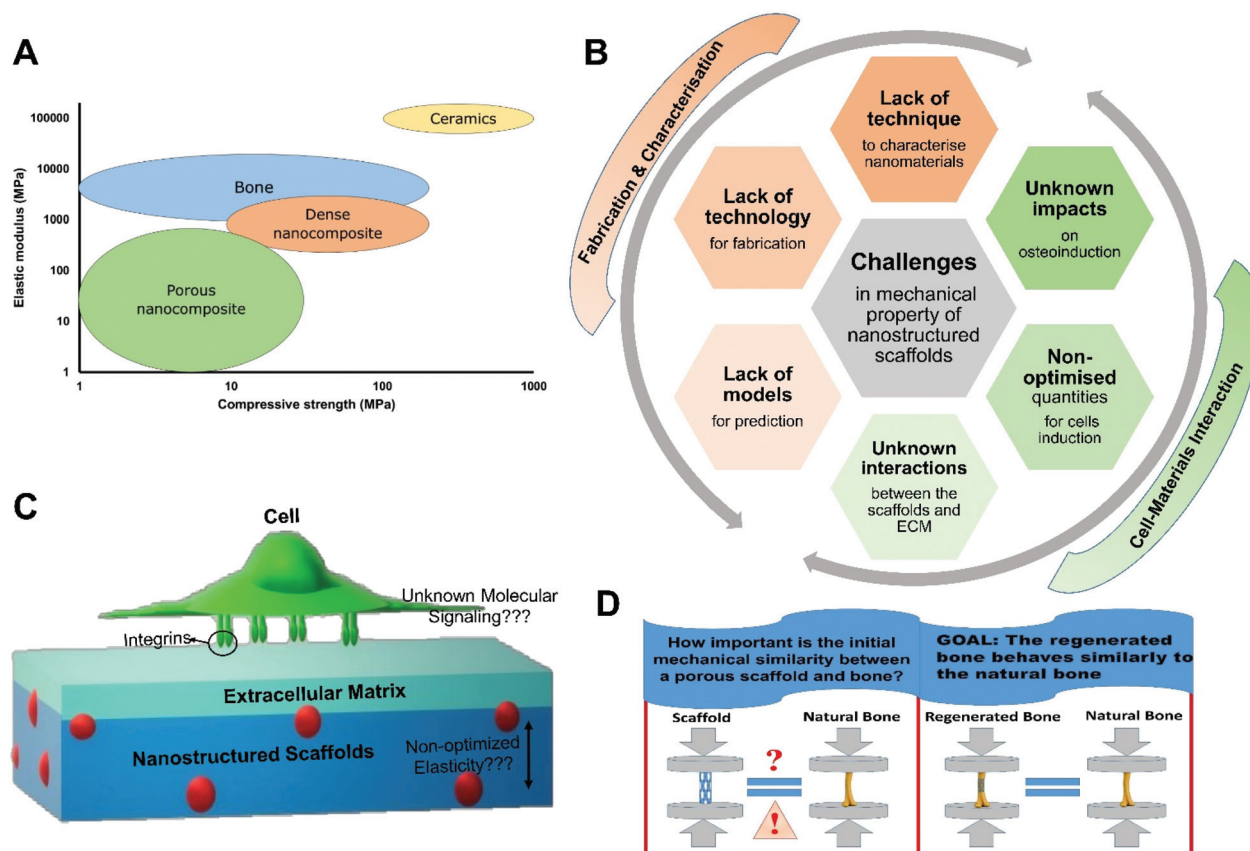 A
Elastic modulus (MPa)
100000
10000
1000
100
10
1
Ceramics
Bone
Dense
nanocomposite
Porous
nanocomposite
1
10
100
1000
Compressive strength (MPa)
B
Fabrication & Characterisation
Lack of
technique
to characterise
nanomaterials
Lack of
technology
for fabrication
Unknown
impacts
on
osteoinduction
Challenges
in mechanical
property of
nanostructured
scaffolds
Lack of
models
for prediction
Non-
optimised
quantities
for cells
induction
Unknown
interactions
between the
scaffolds and
ECM
Cell-Materials Interaction
C
Cell
Unknown Molecular
Signaling???
Integrins
Extracellular Matrix
Nanostructured Scaffolds
Non-optimized
Elasticity???
D
How important is the initial
mechanical similarity between
a porous scaffold and bone?
GOAL: The regenerated
bone behaves similarly to
the natural bone
Scaffold
Natural Bone
Regenerated Bone
Natural Bone
?
!